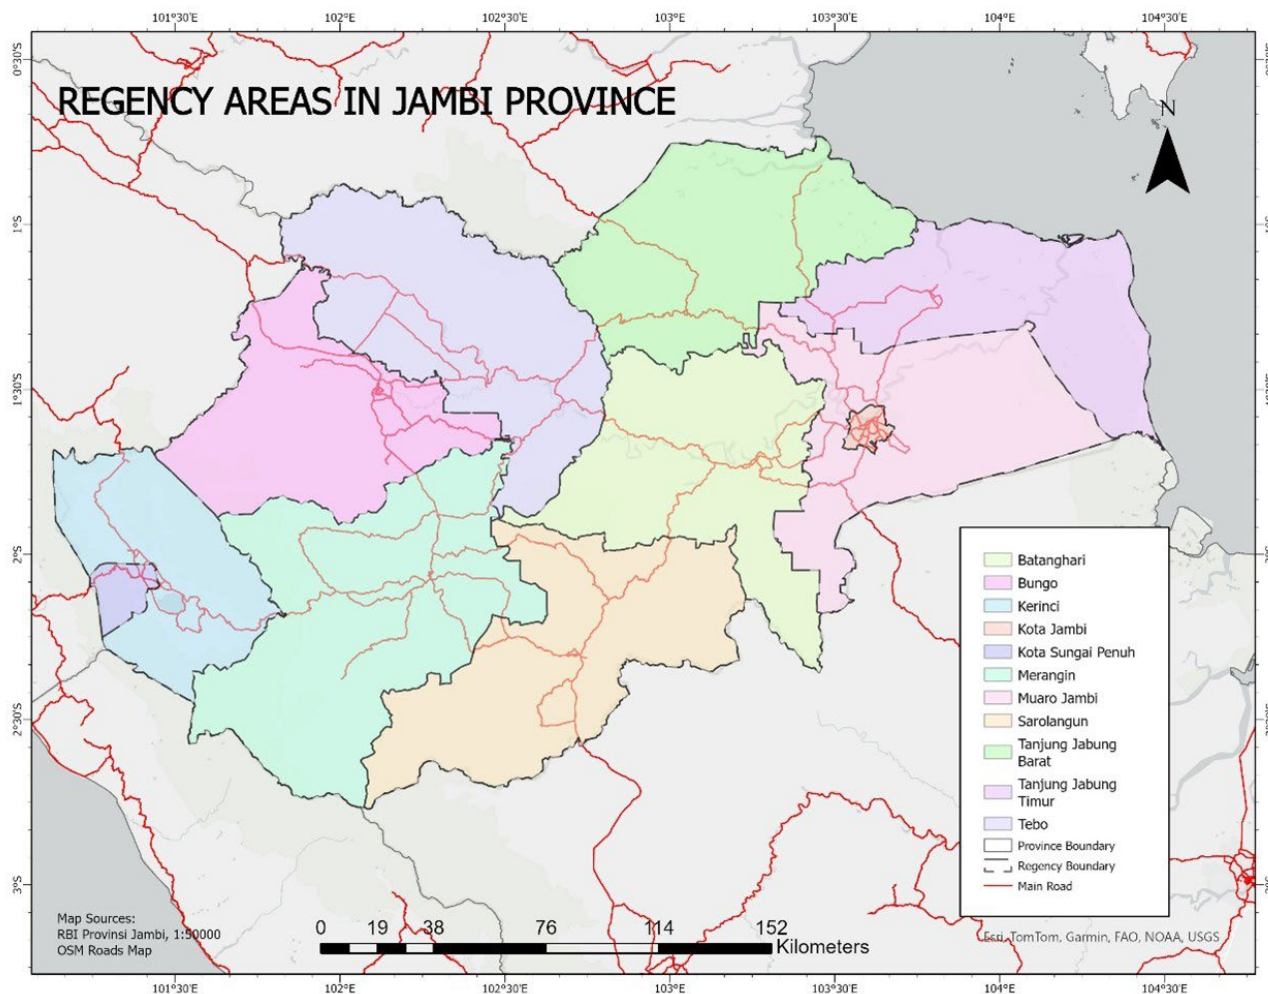 101°30'E 102°E 102°30'E 103°E 103°30'E 104°E 104°30'E
0°30'S
REGENCY AREAS IN JAMBI PROVINCE
N
1°S
1°30'S
2°S
2°30'S
3°S
Batanghari
Bungo
Kerinci
Kota Jambi
Kota Sungai Penuh
Merangin
Muaro Jambi
Sarolangun
Tanjung Jabung
Barat
Tanjung Jabung
Timur
Tebo
Province Boundary
Regency Boundary
Main Road
Map Sources:
RBI Provinsi Jambi, 1:50000
OSM Roads Map
0 19 38 76 114 152
Kilometers
Esri, TomTom, Garmin, FAO, NOAA, USGS
101°30'E 102°E 102°30'E 103°E 103°30'E 104°E 104°30'E